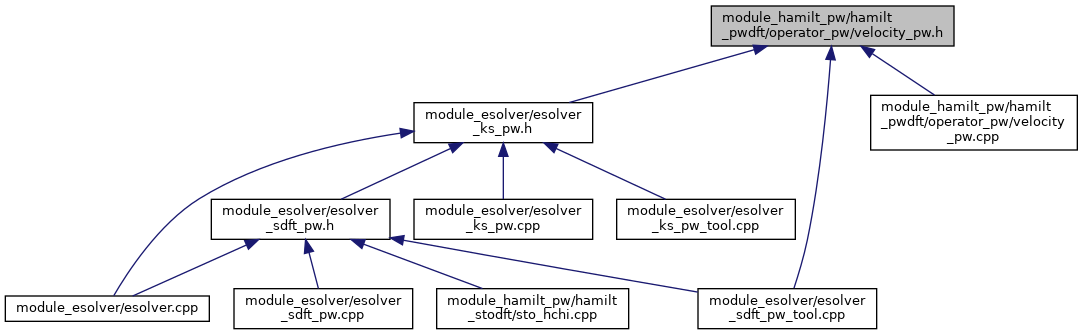 module_hamilt_pw/hamilt
_pwdft/operator_pw/velocity_pw.h
module_esolver/esolver
_ks_pw.h
module_hamilt_pw/hamilt
_pwdft/operator_pw/velocity
_pw.cpp
module_esolver/esolver
_sdft_pw.h
module_esolver/esolver
_ks_pw.cpp
module_esolver/esolver
_ks_pw_tool.cpp
module_esolver/esolver.cpp
module_esolver/esolver
_sdft_pw.cpp
module_hamilt_pw/hamilt
_stodft/sto_hchi.cpp
module_esolver/esolver
_sdft_pw_tool.cpp